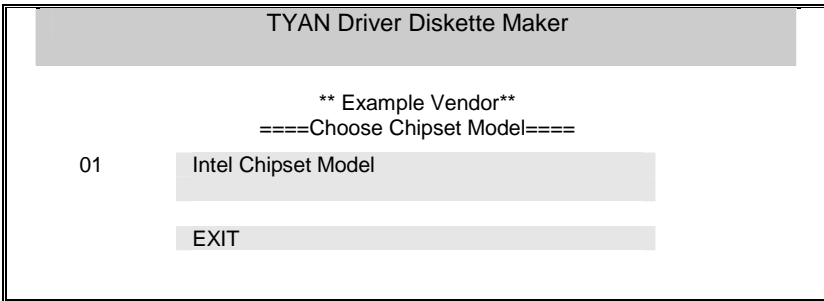 TYAN Driver Diskette Maker
** Example Vendor**
====Choose Chipset Model====
01 Intel Chipset Model
EXIT